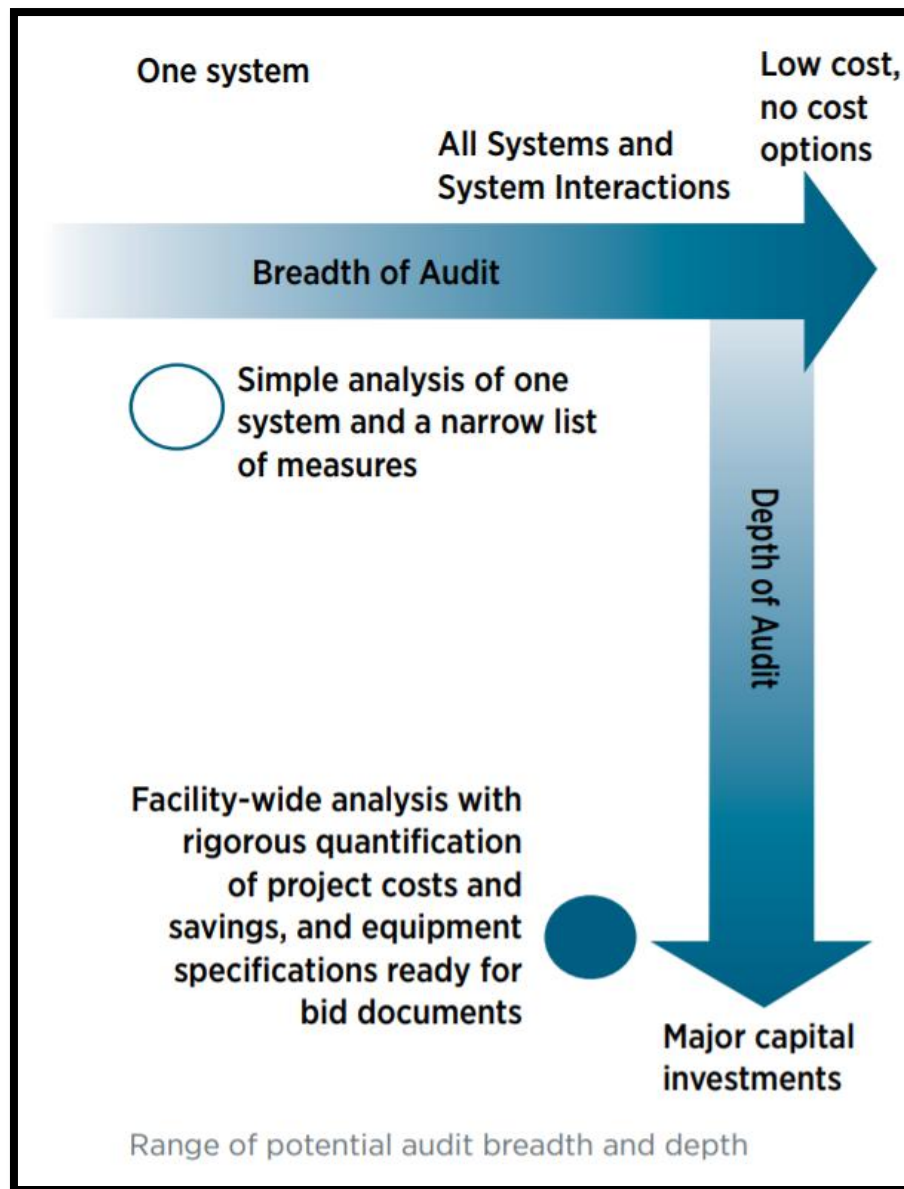 One system
Low cost,
no cost
options
All Systems and
System Interactions
Breadth of Audit
Simple analysis of one
system and a narrow list
of measures
Depth of Audit
Facility-wide analysis with
rigorous quantification
of project costs and
savings, and equipment
specifications ready for
bid documents
Major capital
investments
Range of potential audit breadth and depth